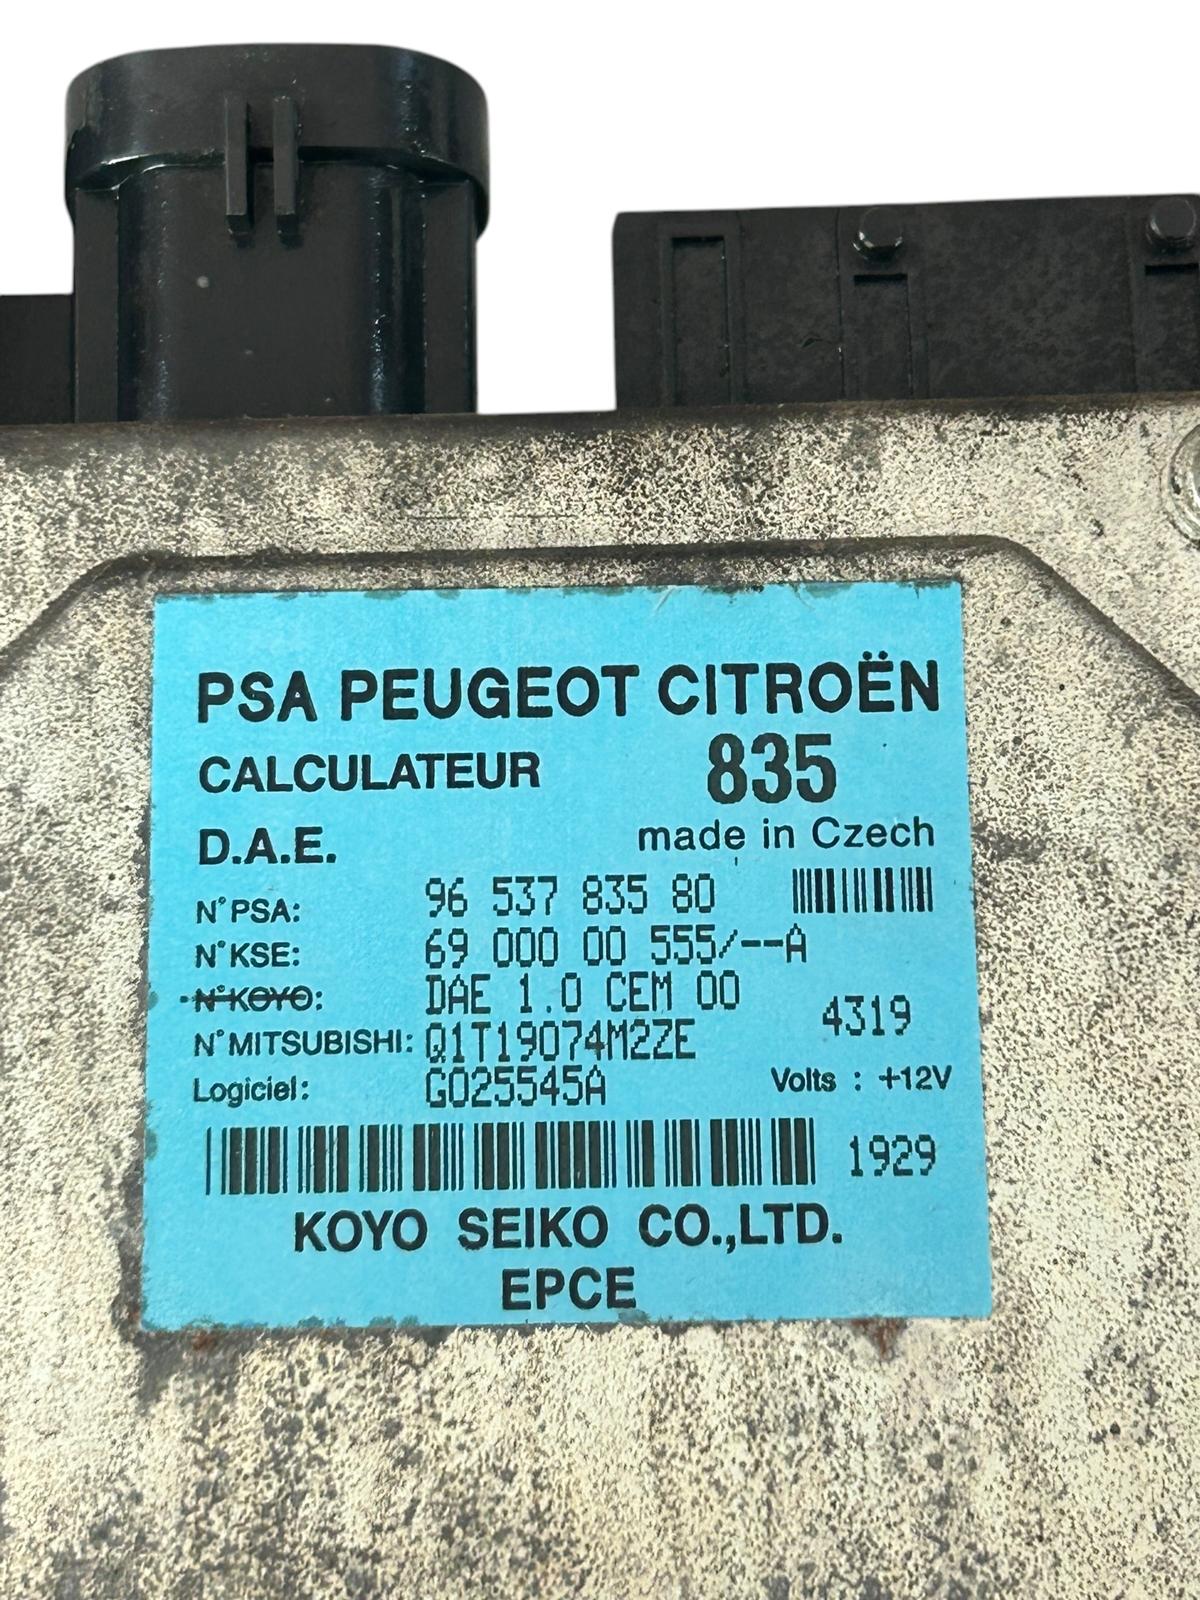 PSA PEUGEOT CITROËN
CALCULATEUR 835
D.A.E. made in Czech
N°PSA: 96 537 835 80
N°KSE: 69 000 00 555/--A
N°KOYO: DAE 1.0 CEM 00
4319
N°MITSUBISHI: Q1T19074M2ZE
Logiciel: G025545A Volts : +12V
1929
KOYO SEIKO CO.,LTD.
EPCE